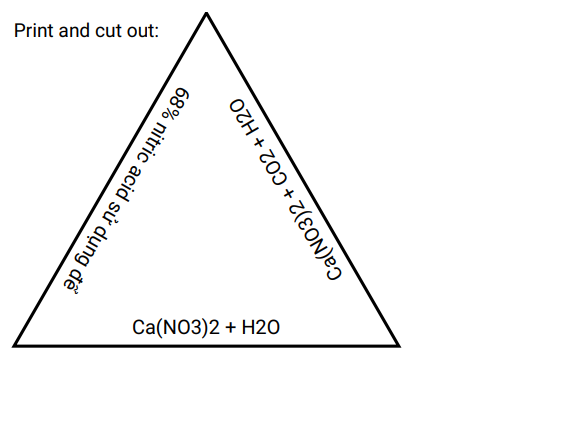 Print and cut out:
68% nitric acid sử dụng để
Ca(NO3)2 + CO2 + H2O
Ca(NO3)2 + H2O